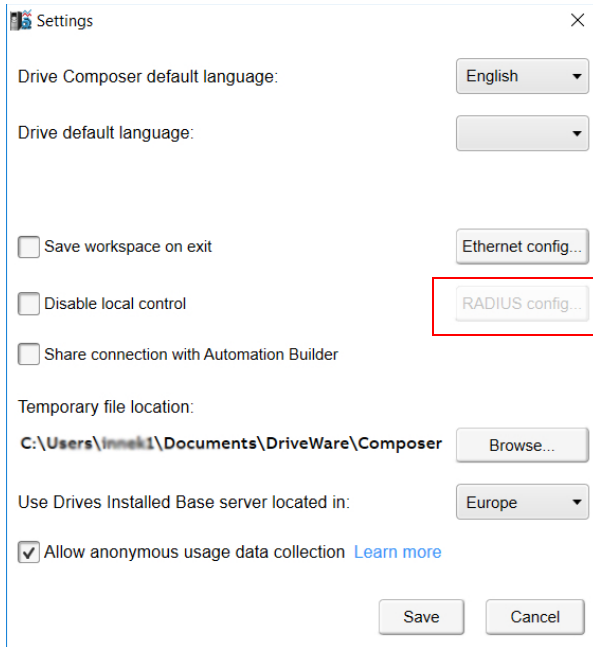 Settings
Drive Composer default language:
English
Drive default language:
Save workspace on exit
Ethernet config...
Disable local control
RADIUS config...
Share connection with Automation Builder
Temporary file location:
C:\Users\\Documents\DriveWare\Composer
Browse...
Use Drives Installed Base server located in:
Europe
Allow anonymous usage data collection Learn more
Save
Cancel